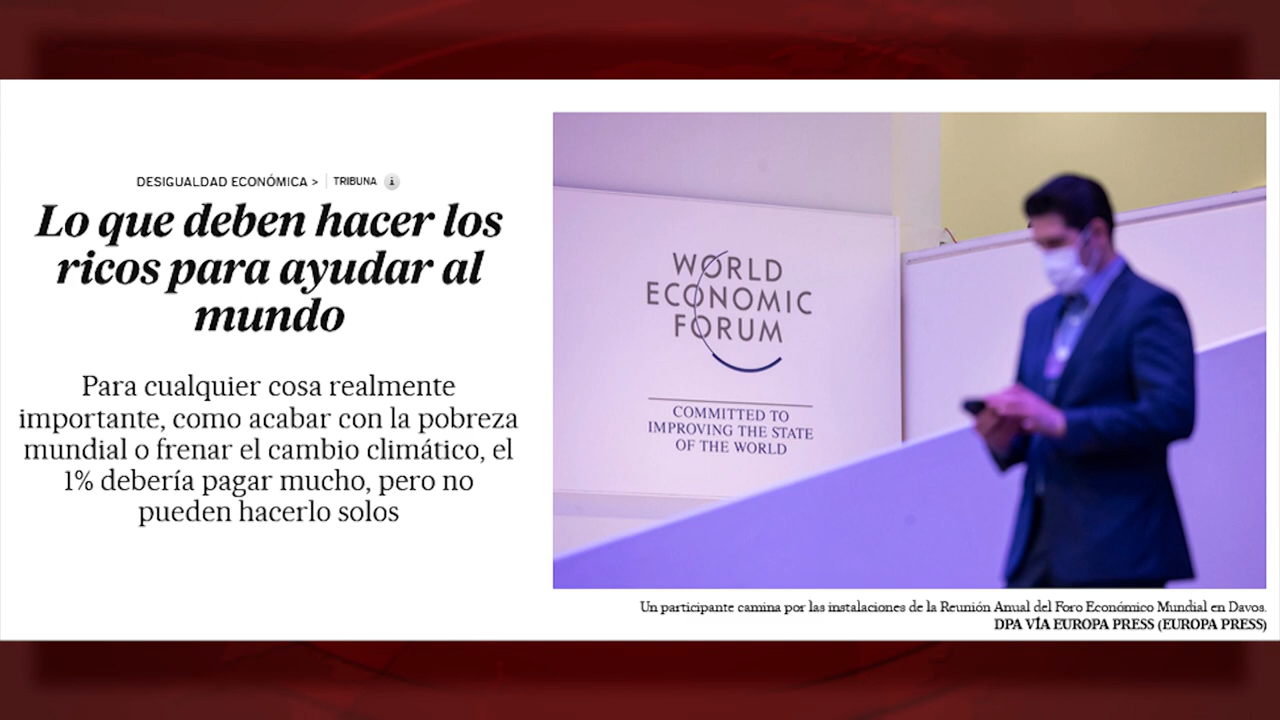 DESIGUALDAD ECONÓMICA > | TRIBUNA i
Lo que deben hacer los
ricos para ayudar al
mundo
Para cualquier cosa realmente
importante, como acabar con la pobreza
mundial o frenar el cambio climático, el
1% debería pagar mucho, pero no
pueden hacerlo solos
WORLD
ECONOMIC
FORUM
COMMITTED TO
IMPROVING THE STATE
OF THE WORLD
Un participante camina por las instalaciones de la Reunión Anual del Foro Económico Mundial en Davos.
DPA VÍA EUROPA PRESS (EUROPA PRESS)